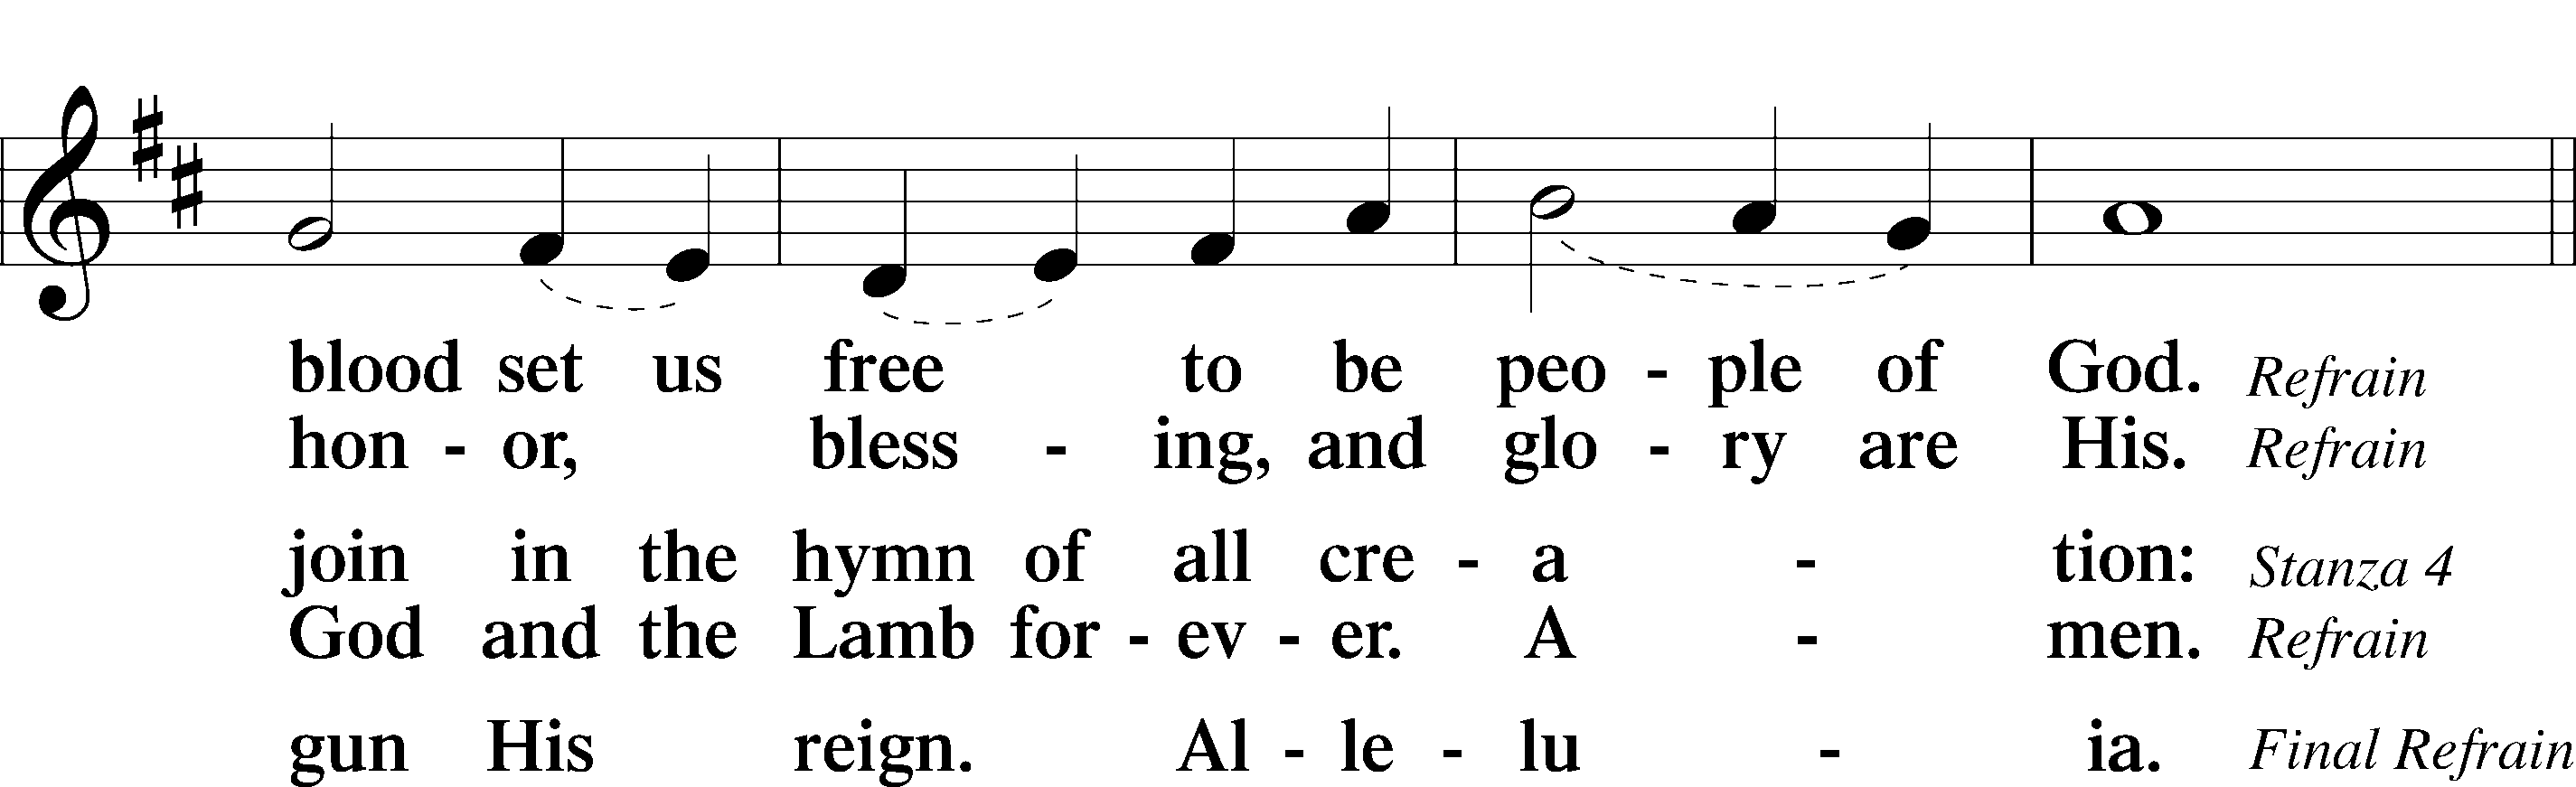 blood set us free to be peo - ple of God. Refrain
hon - or, bless - ing, and glo - ry are His. Refrain
join in the hymn of all cre - a - tion: Stanza 4
God and the Lamb for - ev - er. A - men. Refrain
gun His reign. Al - le - lu - ia. Final Refrain